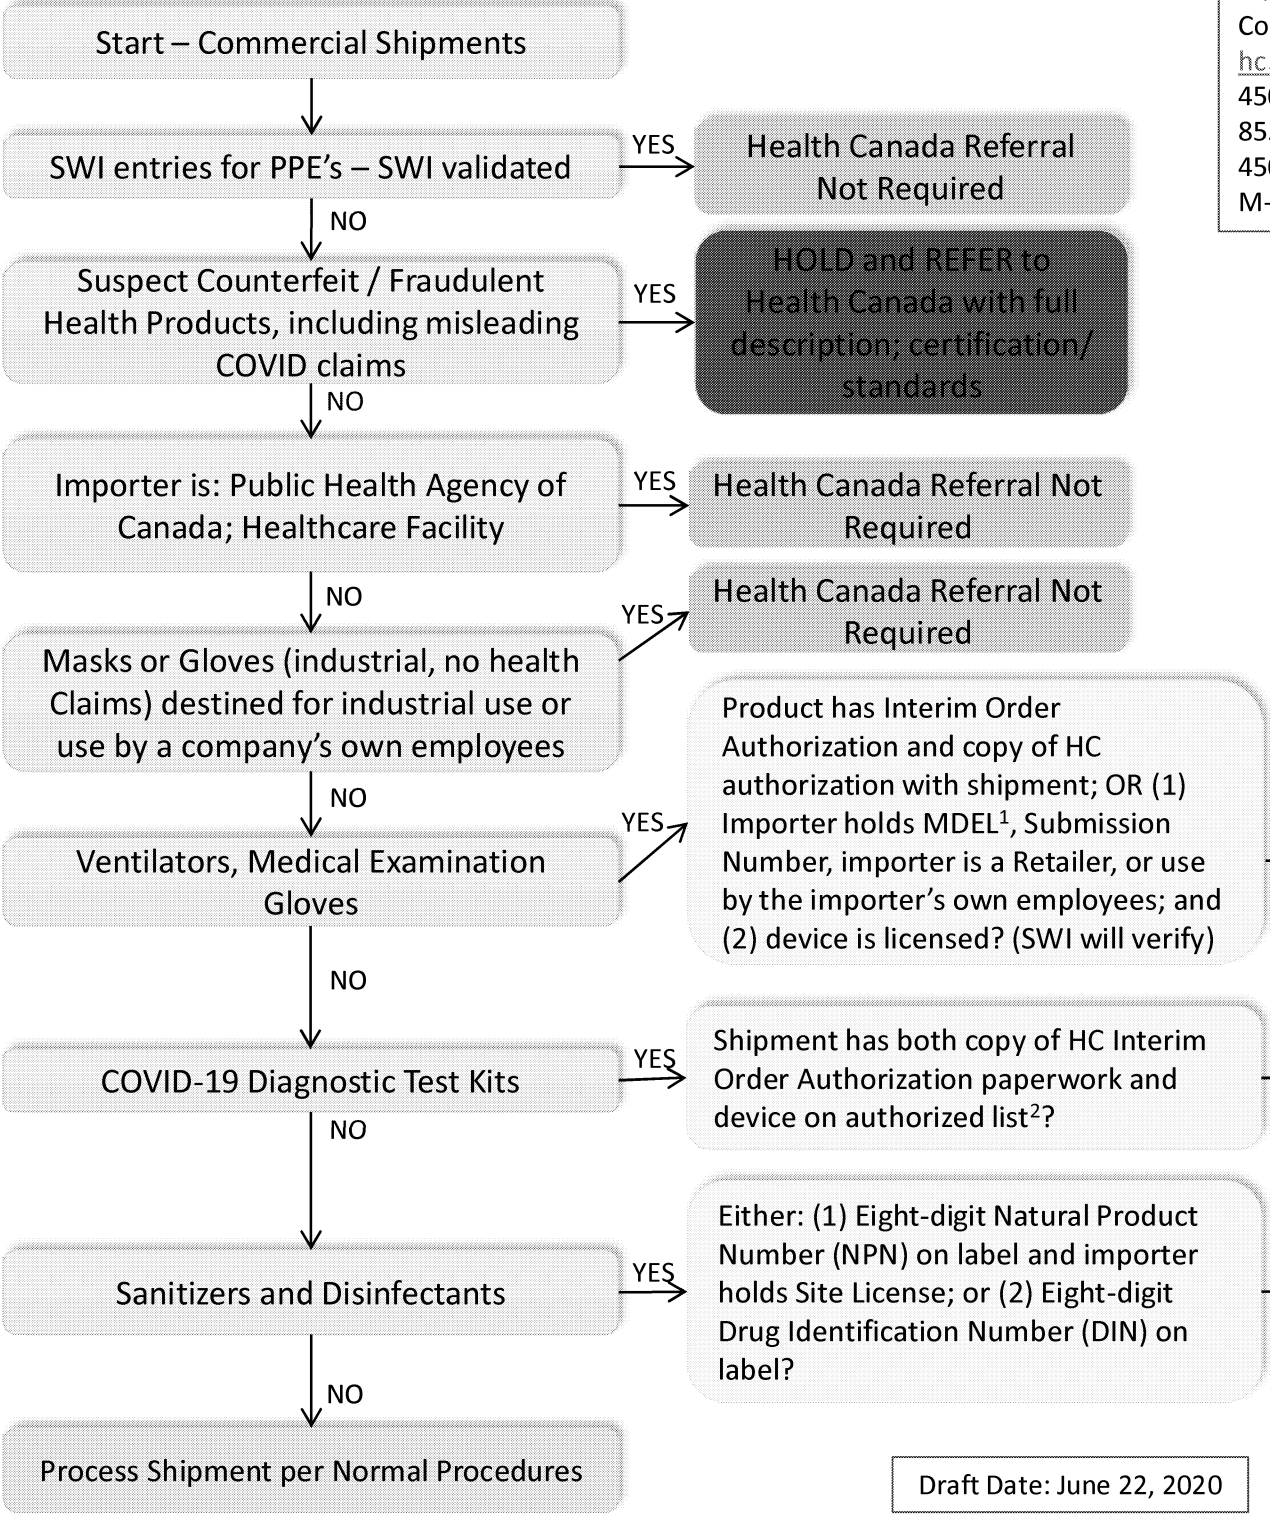 Start – Commercial Shipments
SWI entries for PPE’s – SWI validated
YES
Health Canada Referral
Not Required
NO
Suspect Counterfeit / Fraudulent
Health Products, including misleading
COVID claims
YES
HOLD and REFER to
Health Canada with full
description; certification/
standards
NO
Importer is: Public Health Agency of
Canada; Healthcare Facility
YES
Health Canada Referral Not
Required
NO
Masks or Gloves (industrial, no health
Claims) destined for industrial use or
use by a company’s own employees
YES
Health Canada Referral Not
Required
NO
Ventilators, Medical Examination
Gloves
YES
Product has Interim Order
Authorization and copy of HC
authorization with shipment; OR (1)
Importer holds MDEL¹, Submission
Number, importer is a Retailer, or use
by the importer’s own employees; and
(2) device is licensed? (SWI will verify)
NO
COVID-19 Diagnostic Test Kits
YES
Shipment has both copy of HC Interim
Order Authorization paperwork and
device on authorized list²?
NO
Sanitizers and Disinfectants
YES
Either: (1) Eight-digit Natural Product
Number (NPN) on label and importer
holds Site License; or (2) Eight-digit
Drug Identification Number (DIN) on
label?
NO
Process Shipment per Normal Procedures
Draft Date: June 22, 2020
Co
hc.
450
85
450
M-